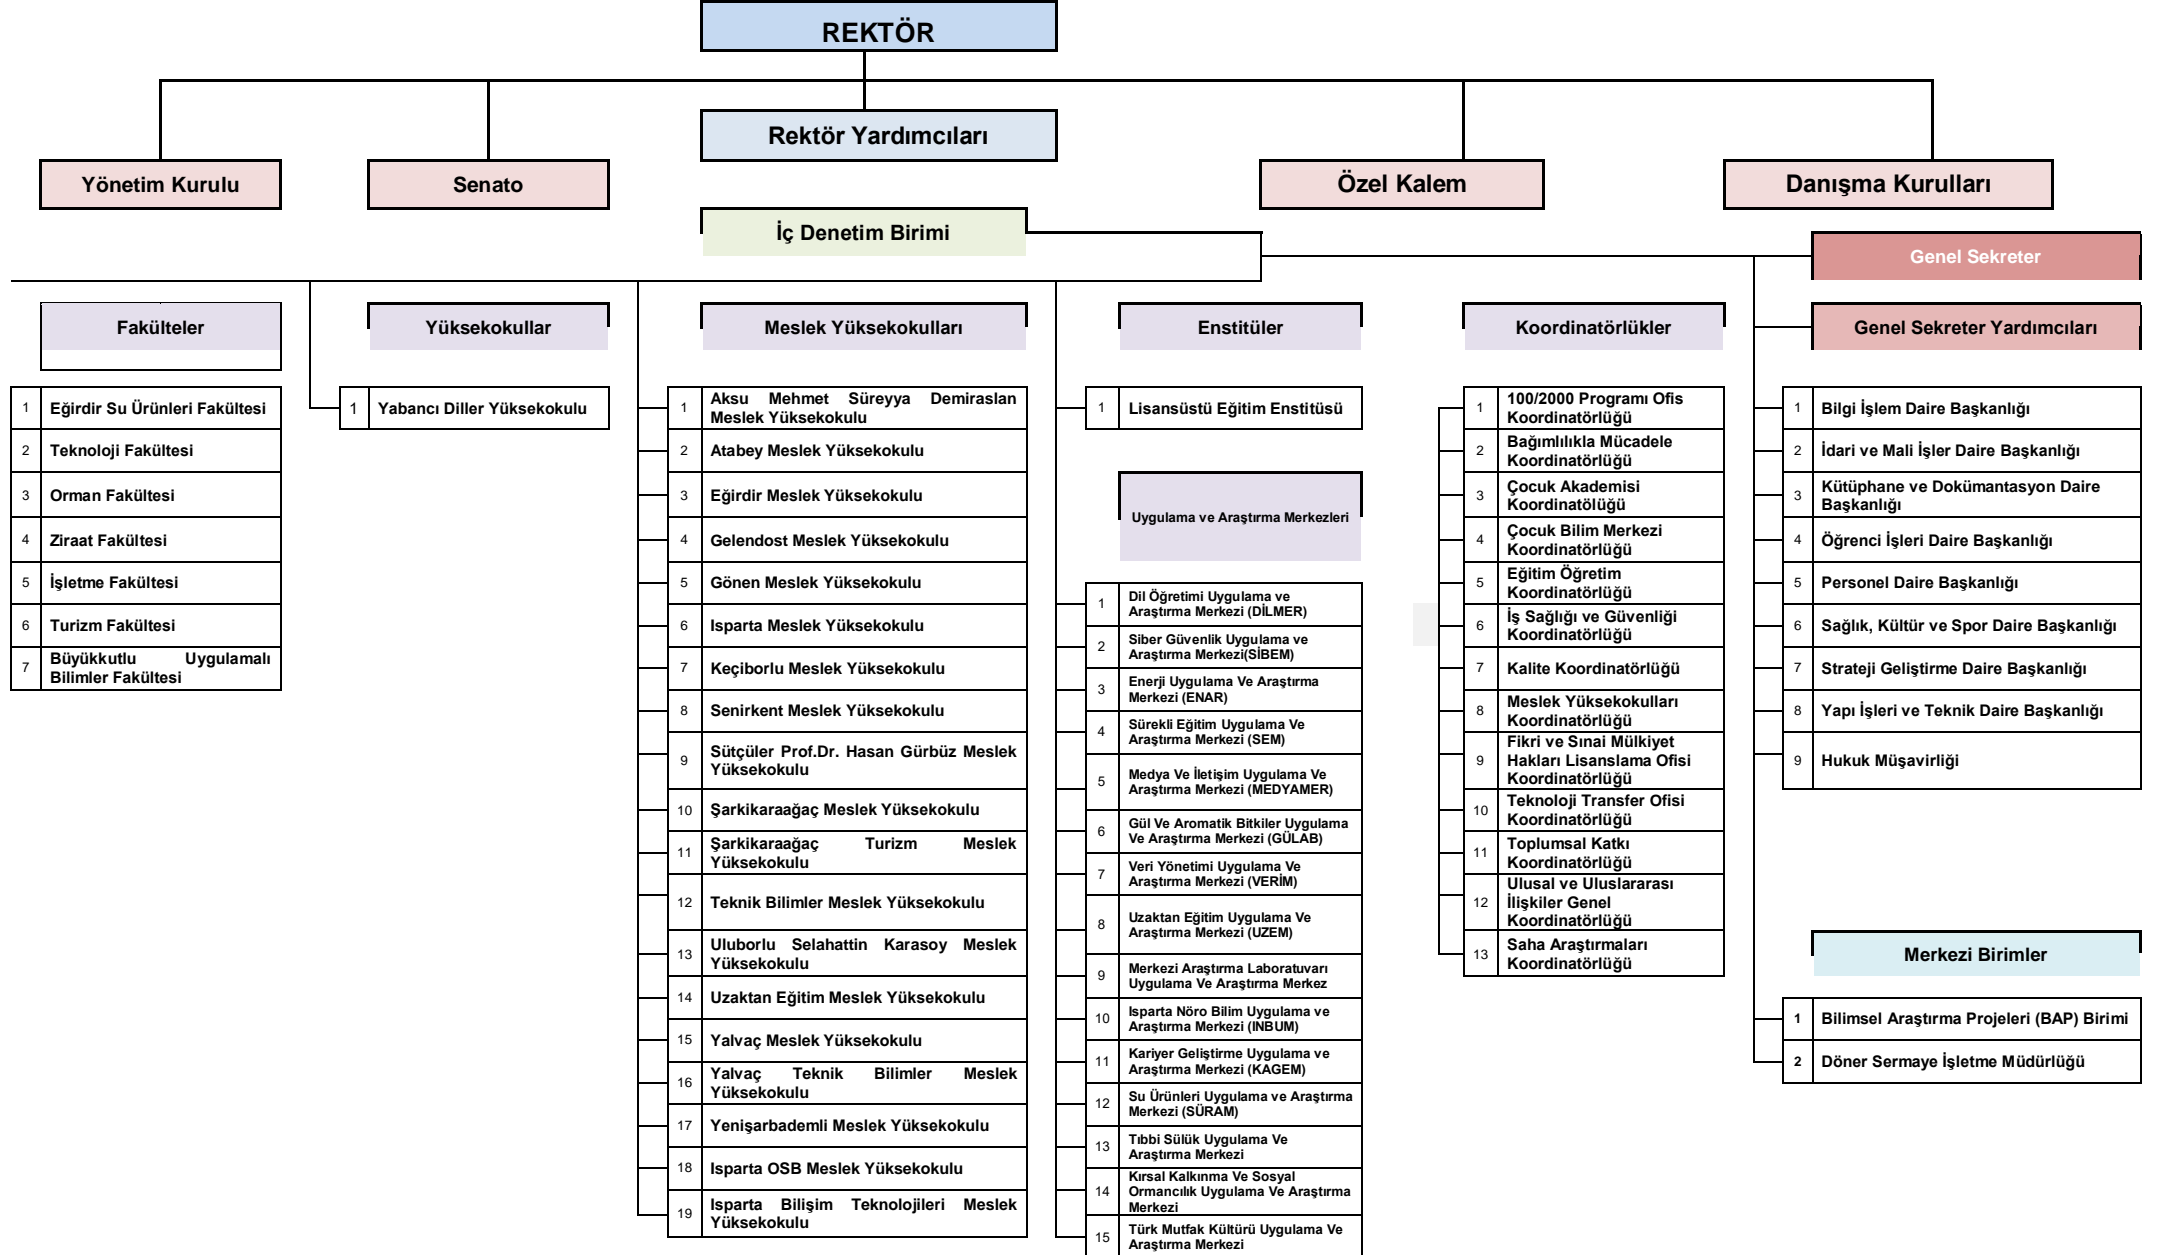 REKTÖR
Rektör Yardımcıları
Yönetim Kurulu
Senato
Özel Kalem
Danışma Kurulları
İç Denetim Birimi
Genel Sekreter
Fakülteler
Yüksekokullar
Meslek Yüksekokulları
Enstitüler
Koordinatörlükler
Genel Sekreter Yardımcıları
1 Eğirdir Su Ürünleri Fakültesi
2 Teknoloji Fakültesi
3 Orman Fakültesi
4 Ziraat Fakültesi
5 İşletme Fakültesi
6 Turizm Fakültesi
7 Büyükkutlu Uygulamalı
Bilimler Fakültesi
1 Yabancı Diller Yüksekokulu
1 Aksu Mehmet Süreyya Demiraslan
Meslek Yüksekokulu
2 Atabey Meslek Yüksekokulu
3 Eğirdir Meslek Yüksekokulu
4 Gelendost Meslek Yüksekokulu
5 Gönen Meslek Yüksekokulu
6 Isparta Meslek Yüksekokulu
7 Keçiborlu Meslek Yüksekokulu
8 Senirkent Meslek Yüksekokulu
9 Sütçüler Prof.Dr. Hasan Gürbüz Meslek
Yüksekokulu
10 Şarkikaraağaç Meslek Yüksekokulu
11 Şarkikaraağaç Turizm Meslek
Yüksekokulu
12 Teknik Bilimler Meslek Yüksekokulu
13 Uluborlu Selahattin Karasoy Meslek
Yüksekokulu
14 Uzaktan Eğitim Meslek Yüksekokulu
15 Yalvaç Meslek Yüksekokulu
16 Yalvaç Teknik Bilimler Meslek
Yüksekokulu
17 Yenişarbademli Meslek Yüksekokulu
18 Isparta OSB Meslek Yüksekokulu
19 Isparta Bilişim Teknolojileri Meslek
Yüksekokulu
1 Lisansüstü Eğitim Enstitüsü
Uygulama ve Araştırma Merkezleri
1 Dil Öğretimi Uygulama ve
Araştırma Merkezi (DİLMER)
2 Siber Güvenlik Uygulama ve
Araştırma Merkezi(SİBEM)
3 Enerji Uygulama Ve Araştırma
Merkezi (ENAR)
4 Sürekli Eğitim Uygulama Ve
Araştırma Merkezi (SEM)
5 Medya Ve İletişim Uygulama Ve
Araştırma Merkezi (MEDYAMER)
6 Gül Ve Aromatik Bitkiler Uygulama
Ve Araştırma Merkezi (GÜLAB)
7 Veri Yönetimi Uygulama Ve
Araştırma Merkezi (VERİM)
8 Uzaktan Eğitim Uygulama Ve
Araştırma Merkezi (UZEM)
9 Merkezi Araştırma Laboratuvarı
Uygulama Ve Araştırma Merkez
10 Isparta Nöro Bilim Uygulama ve
Araştırma Merkezi (INBUM)
11 Kariyer Geliştirme Uygulama ve
Araştırma Merkezi (KAGEM)
12 Su Ürünleri Uygulama ve Araştırma
Merkezi (SÜRAM)
13 Tıbbi Sülük Uygulama Ve
Araştırma Merkezi
14 Kırsal Kalkınma Ve Sosyal
Ormancılık Uygulama Ve Araştırma
Merkezi
15 Türk Mutfak Kültürü Uygulama Ve
Araştırma Merkezi
1 100/2000 Programı Ofis
Koordinatörlüğü
2 Bağımlılıkla Mücadele
Koordinatörlüğü
3 Çocuk Akademisi
Koordinatölüğü
4 Çocuk Bilim Merkezi
Koordinatörlüğü
5 Eğitim Öğretim
Koordinatörlüğü
6 İş Sağlığı ve Güvenliği
Koordinatörlüğü
7 Kalite Koordinatörlüğü
8 Meslek Yüksekokulları
Koordinatörlüğü
9 Fikri ve Sınai Mülkiyet
Hakları Lisanslama Ofisi
Koordinatörlüğü
10 Teknoloji Transfer Ofisi
Koordinatörlüğü
11 Toplumsal Katkı
Koordinatörlüğü
12 Ulusal ve Uluslararası
İlişkiler Genel
Koordinatörlüğü
13 Saha Araştırmaları
Koordinatörlüğü
1 Bilgi İşlem Daire Başkanlığı
2 İdari ve Mali İşler Daire Başkanlığı
3 Kütüphane ve Dokümantasyon Daire
Başkanlığı
4 Öğrenci İşleri Daire Başkanlığı
5 Personel Daire Başkanlığı
6 Sağlık, Kültür ve Spor Daire Başkanlığı
7 Strateji Geliştirme Daire Başkanlığı
8 Yapı İşleri ve Teknik Daire Başkanlığı
9 Hukuk Müşavirliği
Merkezi Birimler
1 Bilimsel Araştırma Projeleri (BAP) Birimi
2 Döner Sermaye İşletme Müdürlüğü